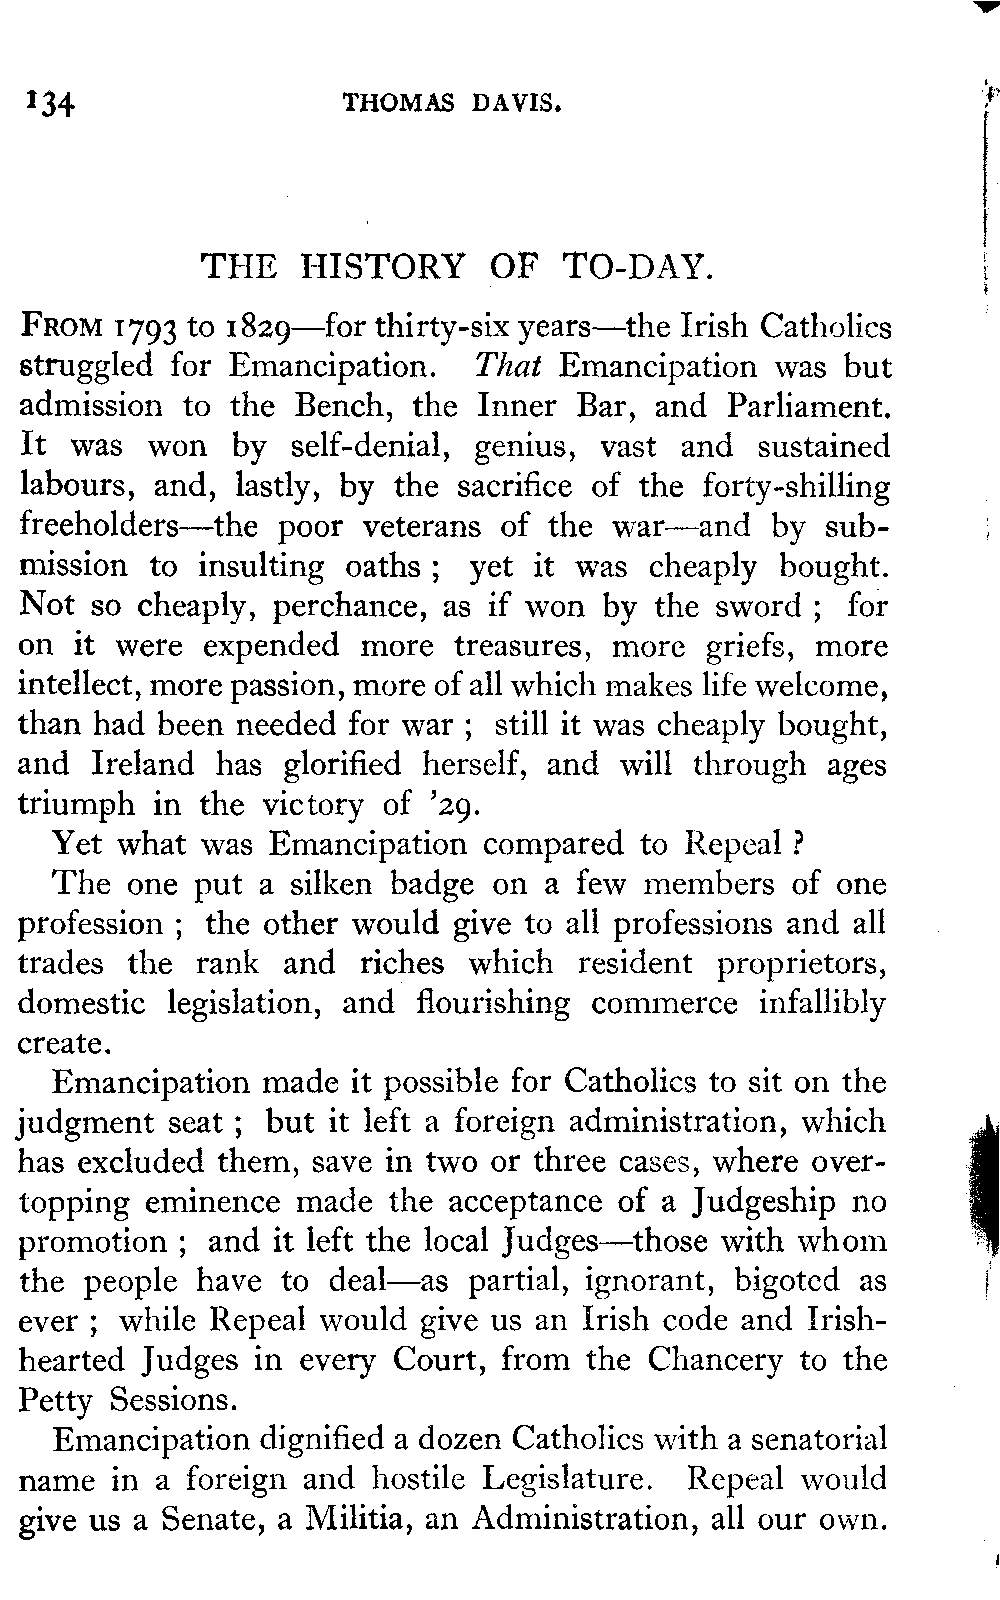 134 THOMAS DAVIS.
THE HISTORY OF TO-DAY.
FROM 1793 to 1829—for thirty-six years—the Irish Catholics
struggled for Emancipation. That Emancipation was but
admission to the Bench, the Inner Bar, and Parliament.
It was won by self-denial, genius, vast and sustained
labours, and, lastly, by the sacrifice of the forty-shilling
freeholders—the poor veterans of the war—and by sub-
mission to insulting oaths ; yet it was cheaply bought.
Not so cheaply, perchance, as if won by the sword ; for
on it were expended more treasures, more griefs, more
intellect, more passion, more of all which makes life welcome,
than had been needed for war ; still it was cheaply bought,
and Ireland has glorified herself, and will through ages
triumph in the victory of ’29.
Yet what was Emancipation compared to Repeal ?
The one put a silken badge on a few members of one
profession ; the other would give to all professions and all
trades the rank and riches which resident proprietors,
domestic legislation, and flourishing commerce infallibly
create.
Emancipation made it possible for Catholics to sit on the
judgment seat ; but it left a foreign administration, which
has excluded them, save in two or three cases, where over-
topping eminence made the acceptance of a Judgeship no
promotion ; and it left the local Judges—those with whom
the people have to deal—as partial, ignorant, bigoted as
ever ; while Repeal would give us an Irish code and Irish-
hearted Judges in every Court, from the Chancery to the
Petty Sessions.
Emancipation dignified a dozen Catholics with a senatorial
name in a foreign and hostile Legislature. Repeal would
give us a Senate, a Militia, an Administration, all our own.